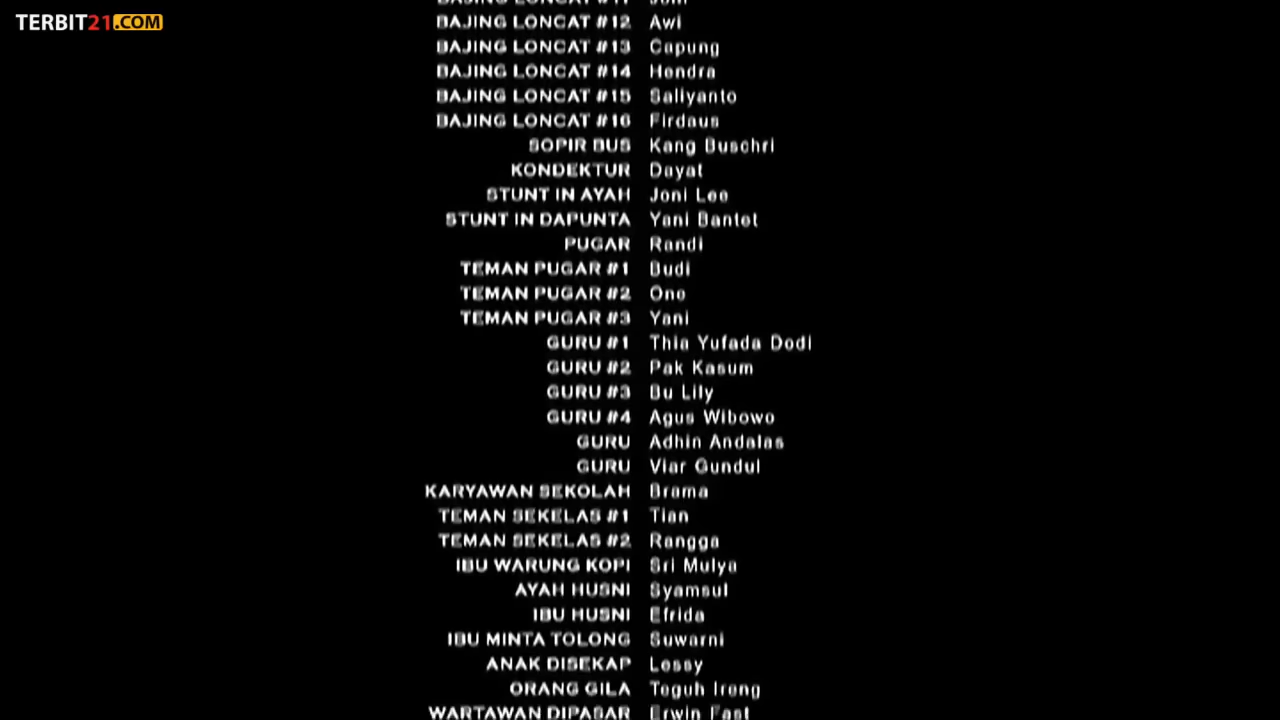 TERBIT21.COM
BAJING LONCAT #11 Joni
BAJING LONCAT #12 Awi
BAJING LONCAT #13 Capung
BAJING LONCAT #14 Hendra
BAJING LONCAT #15 Saliyanto
BAJING LONCAT #16 Firdaus
SOPIR BUS Kang Buschri
KONDEKTUR Dayat
STUNT IN AYAH Joni Lee
STUNT IN DAPUNTA Yani Bantet
PUGAR Randi
TEMAN PUGAR #1 Budi
TEMAN PUGAR #2 Ono
TEMAN PUGAR #3 Yani
GURU #1 Thia Yufada Dodi
GURU #2 Pak Kasum
GURU #3 Bu Lily
GURU #4 Agus Wibowo
GURU Adhin Andalas
GURU Viar Gundul
KARYAWAN SEKOLAH Brama
TEMAN SEKELAS #1 Tian
TEMAN SEKELAS #2 Rangga
IBU WARUNG KOPI Sri Mulya
AYAH HUSNI Syamsul
IBU HUSNI Efrida
IBU MINTA TOLONG Suwarni
ANAK DISEKAP Lessy
ORANG GILA Teguh Ireng
WARTAWAN DIPASAR Erwin Fast